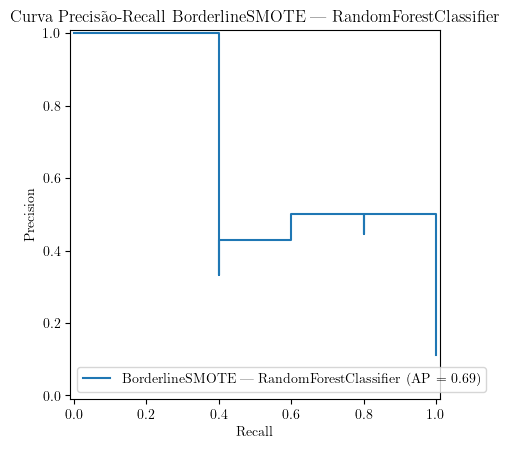 Curva Precisão-Recall BorderlineSMOTE — RandomForestClassifier
1.0
0.8
0.6
0.4
0.2
0.0
Precision
BorderlineSMOTE — RandomForestClassifier (AP = 0.69)
0.0 0.2 0.4 0.6 0.8 1.0
Recall